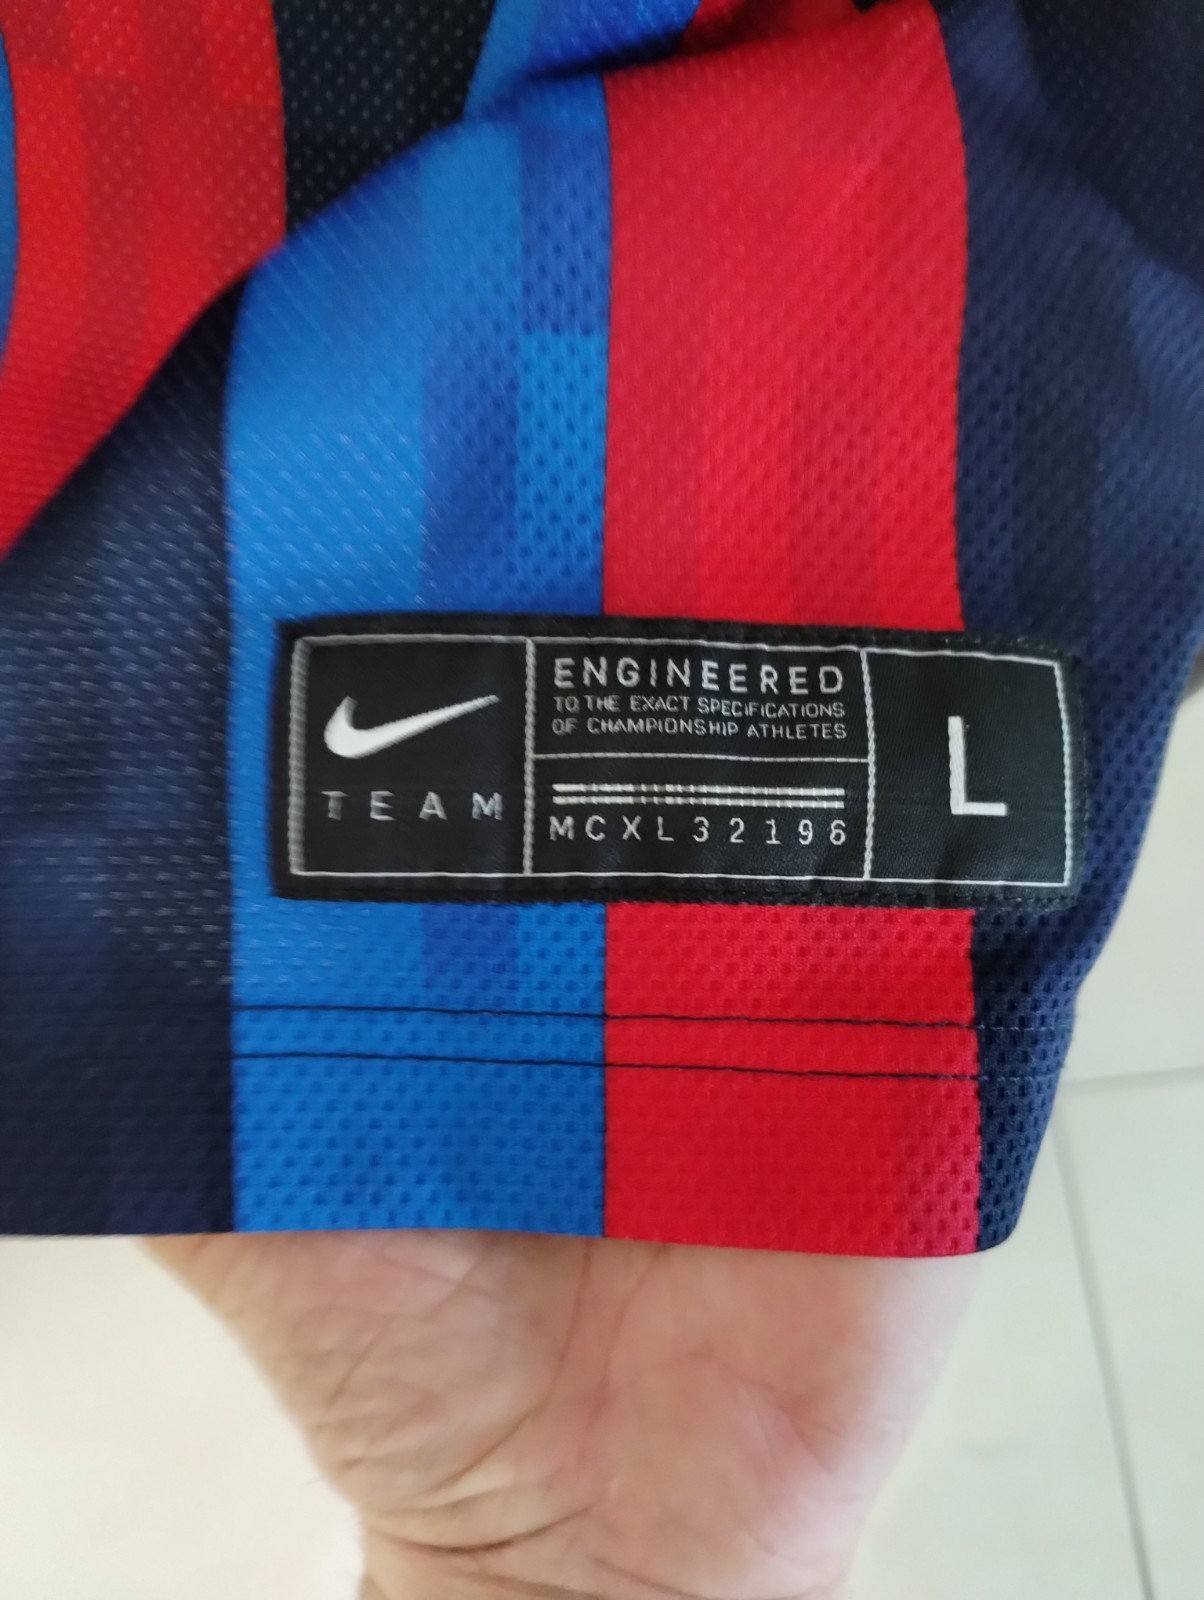 ENGINEERED
TO THE EXACT SPECIFICATIONS
OF CHAMPIONSHIP ATHLETES
TEAM
MCXL32196
L